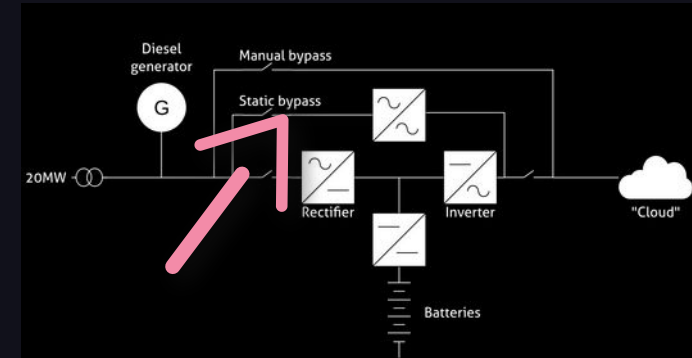 Diesel
generator
Manual bypass
G
Static bypass
20MW
Rectifier
Inverter
"Cloud"
Batteries